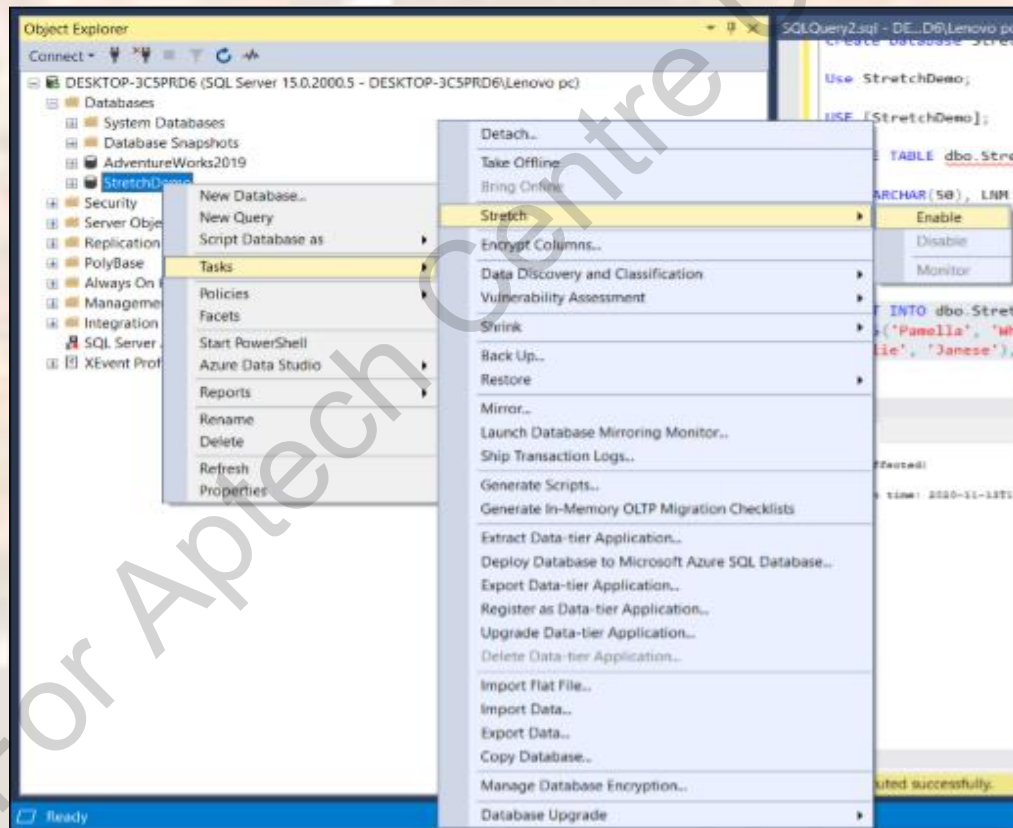 Object Explorer
Connect
DESKTOP-3C5PRD6 (SQL Server 15.0.2000.5 - DESKTOP-3C5PRD6\Lenovo pc)
Databases
System Databases
Database Snapshots
AdventureWorks2019
StretchDemo
Security
Server Obje
Replication
PolyBase
Always On
Manageme
Integration
SQL Server
XEvent Prof
New Database...
New Query
Script Database as
Tasks
Policies
Facets
Start PowerShell
Azure Data Studio
Reports
Rename
Delete
Refresh
Properties
Detach...
Take Offline
Bring Online
Stretch
Encrypt Columns...
Data Discovery and Classification
Vulnerability Assessment
Shrink
Back Up...
Restore
Mirror...
Launch Database Mirroring Monitor...
Ship Transaction Logs...
Generate Scripts...
Generate In-Memory OLTP Migration Checklists
Extract Data-tier Application...
Deploy Database to Microsoft Azure SQL Database...
Export Data-tier Application...
Register as Data-tier Application...
Upgrade Data-tier Application...
Delete Data-tier Application...
Import Flat File...
Import Data...
Export Data...
Copy Database...
Manage Database Encryption...
Database Upgrade
Enable
Disable
Monitor
SQLQuery2.sql - DE...D6\Lenovo pc
Create Database Stret
Use StretchDemo;
USE [StretchDemo];
E TABLE dbo.Stre
ARCHAR(50), LNM
T INTO dbo.Stret
('Pamella', 'Wh
lie', 'Janese'),
ffected)
time: 2020-11-13T1
uted successfully.
Ready
For Aptech Centre